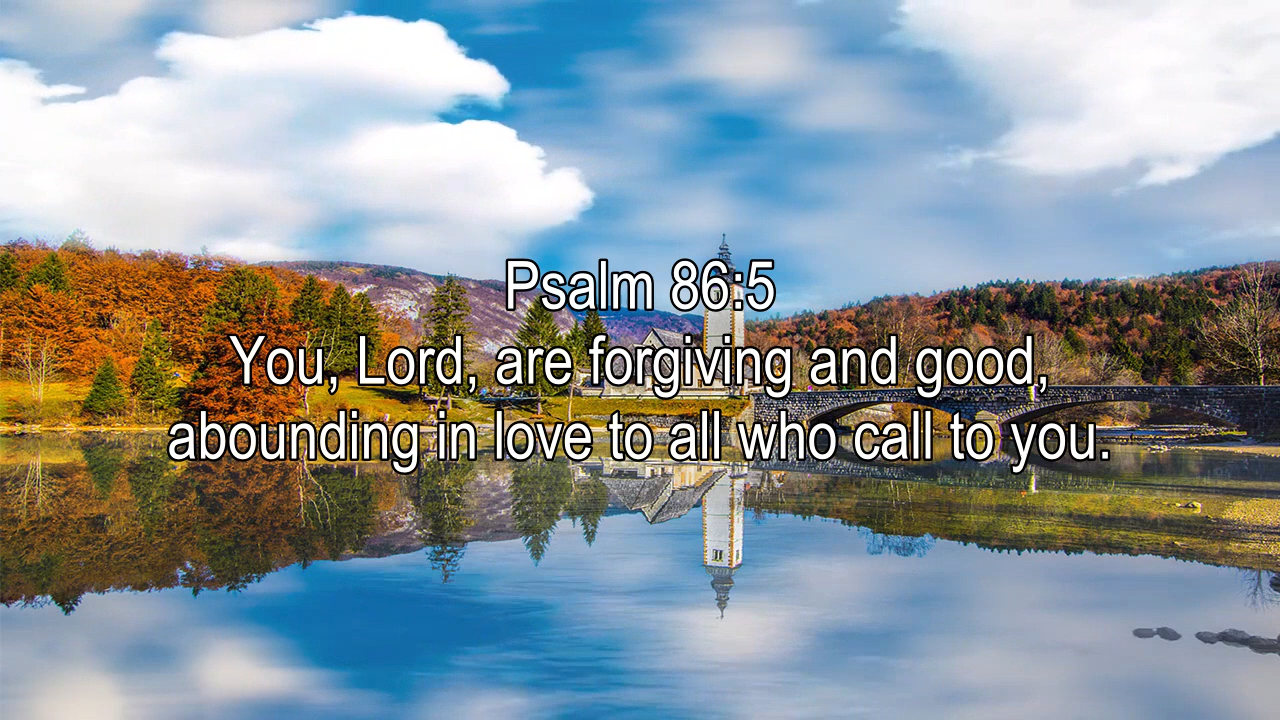 Psalm 86:5
You, Lord, are forgiving and good,
abounding in love to all who call to you.